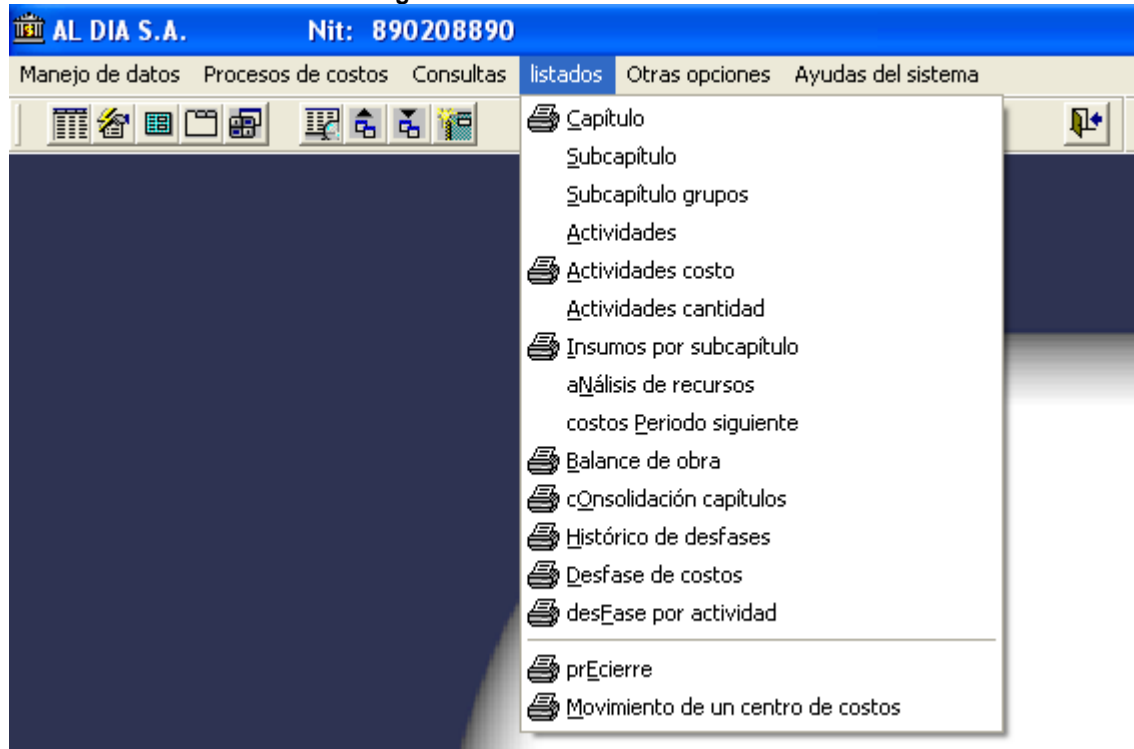 AL DIA S.A. Nit: 890208890
Manejo de datos Procesos de costos Consultas listados Otras opciones Ayudas del sistema
Capítulo
Subcapítulo
Subcapítulo grupos
Actividades
Actividades costo
Actividades cantidad
Insumos por subcapítulo
aNálisis de recursos
costos Periodo siguiente
Balance de obra
cOnsolidación capítulos
Histórico de desfases
Desfase de costos
desFase por actividad
prEcierre
Movimiento de un centro de costos